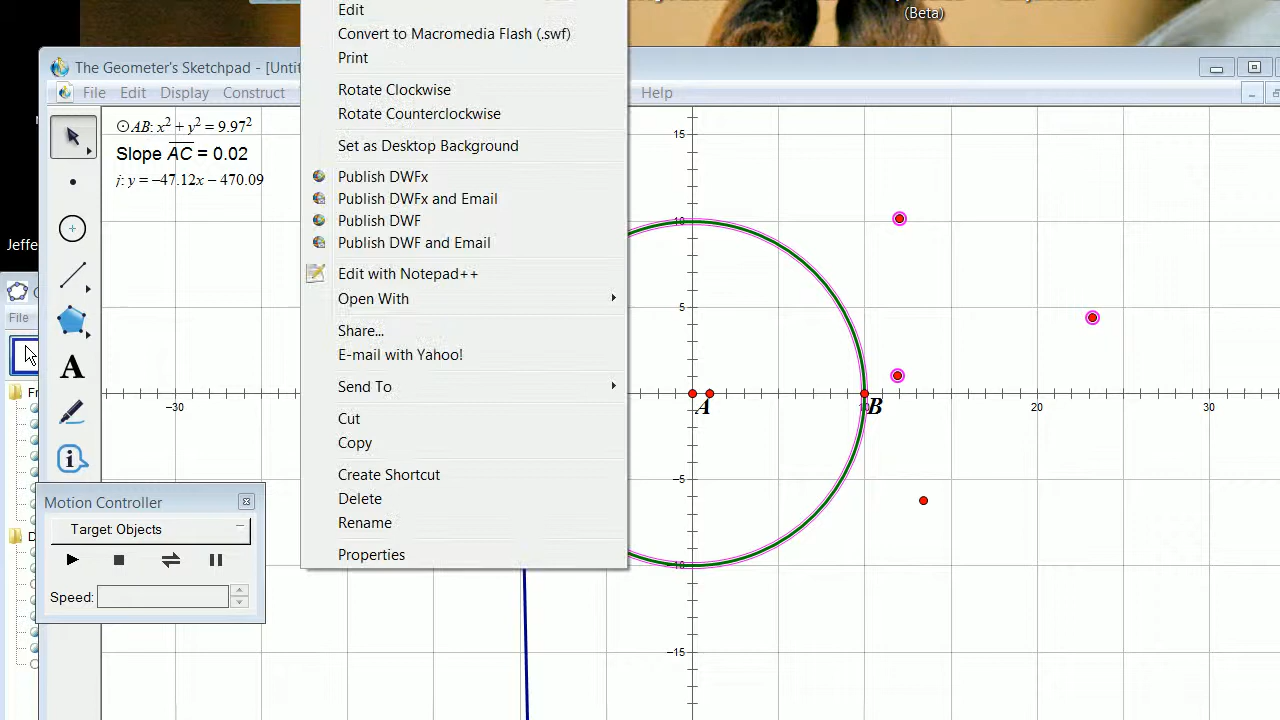 (Beta)
Edit
Convert to Macromedia Flash (.swf)
Print
Rotate Clockwise
Rotate Counterclockwise
Set as Desktop Background
Publish DWFx
Publish DWFx and Email
Publish DWF
Publish DWF and Email
Edit with Notepad++
Open With
Share...
E-mail with Yahoo!
Send To
Cut
Copy
Create Shortcut
Delete
Rename
Properties
The Geometer's Sketchpad - [Untit
File Edit Display Construct Help
⊙AB: x² + y² = 9.97²
Slope AC = 0.02
j: y = −47.12x − 470.09
Jeffe
File
A
Motion Controller
Target Objects
Speed:
15
10
5
−30
A
B
10
20
30
−5
−10
−15